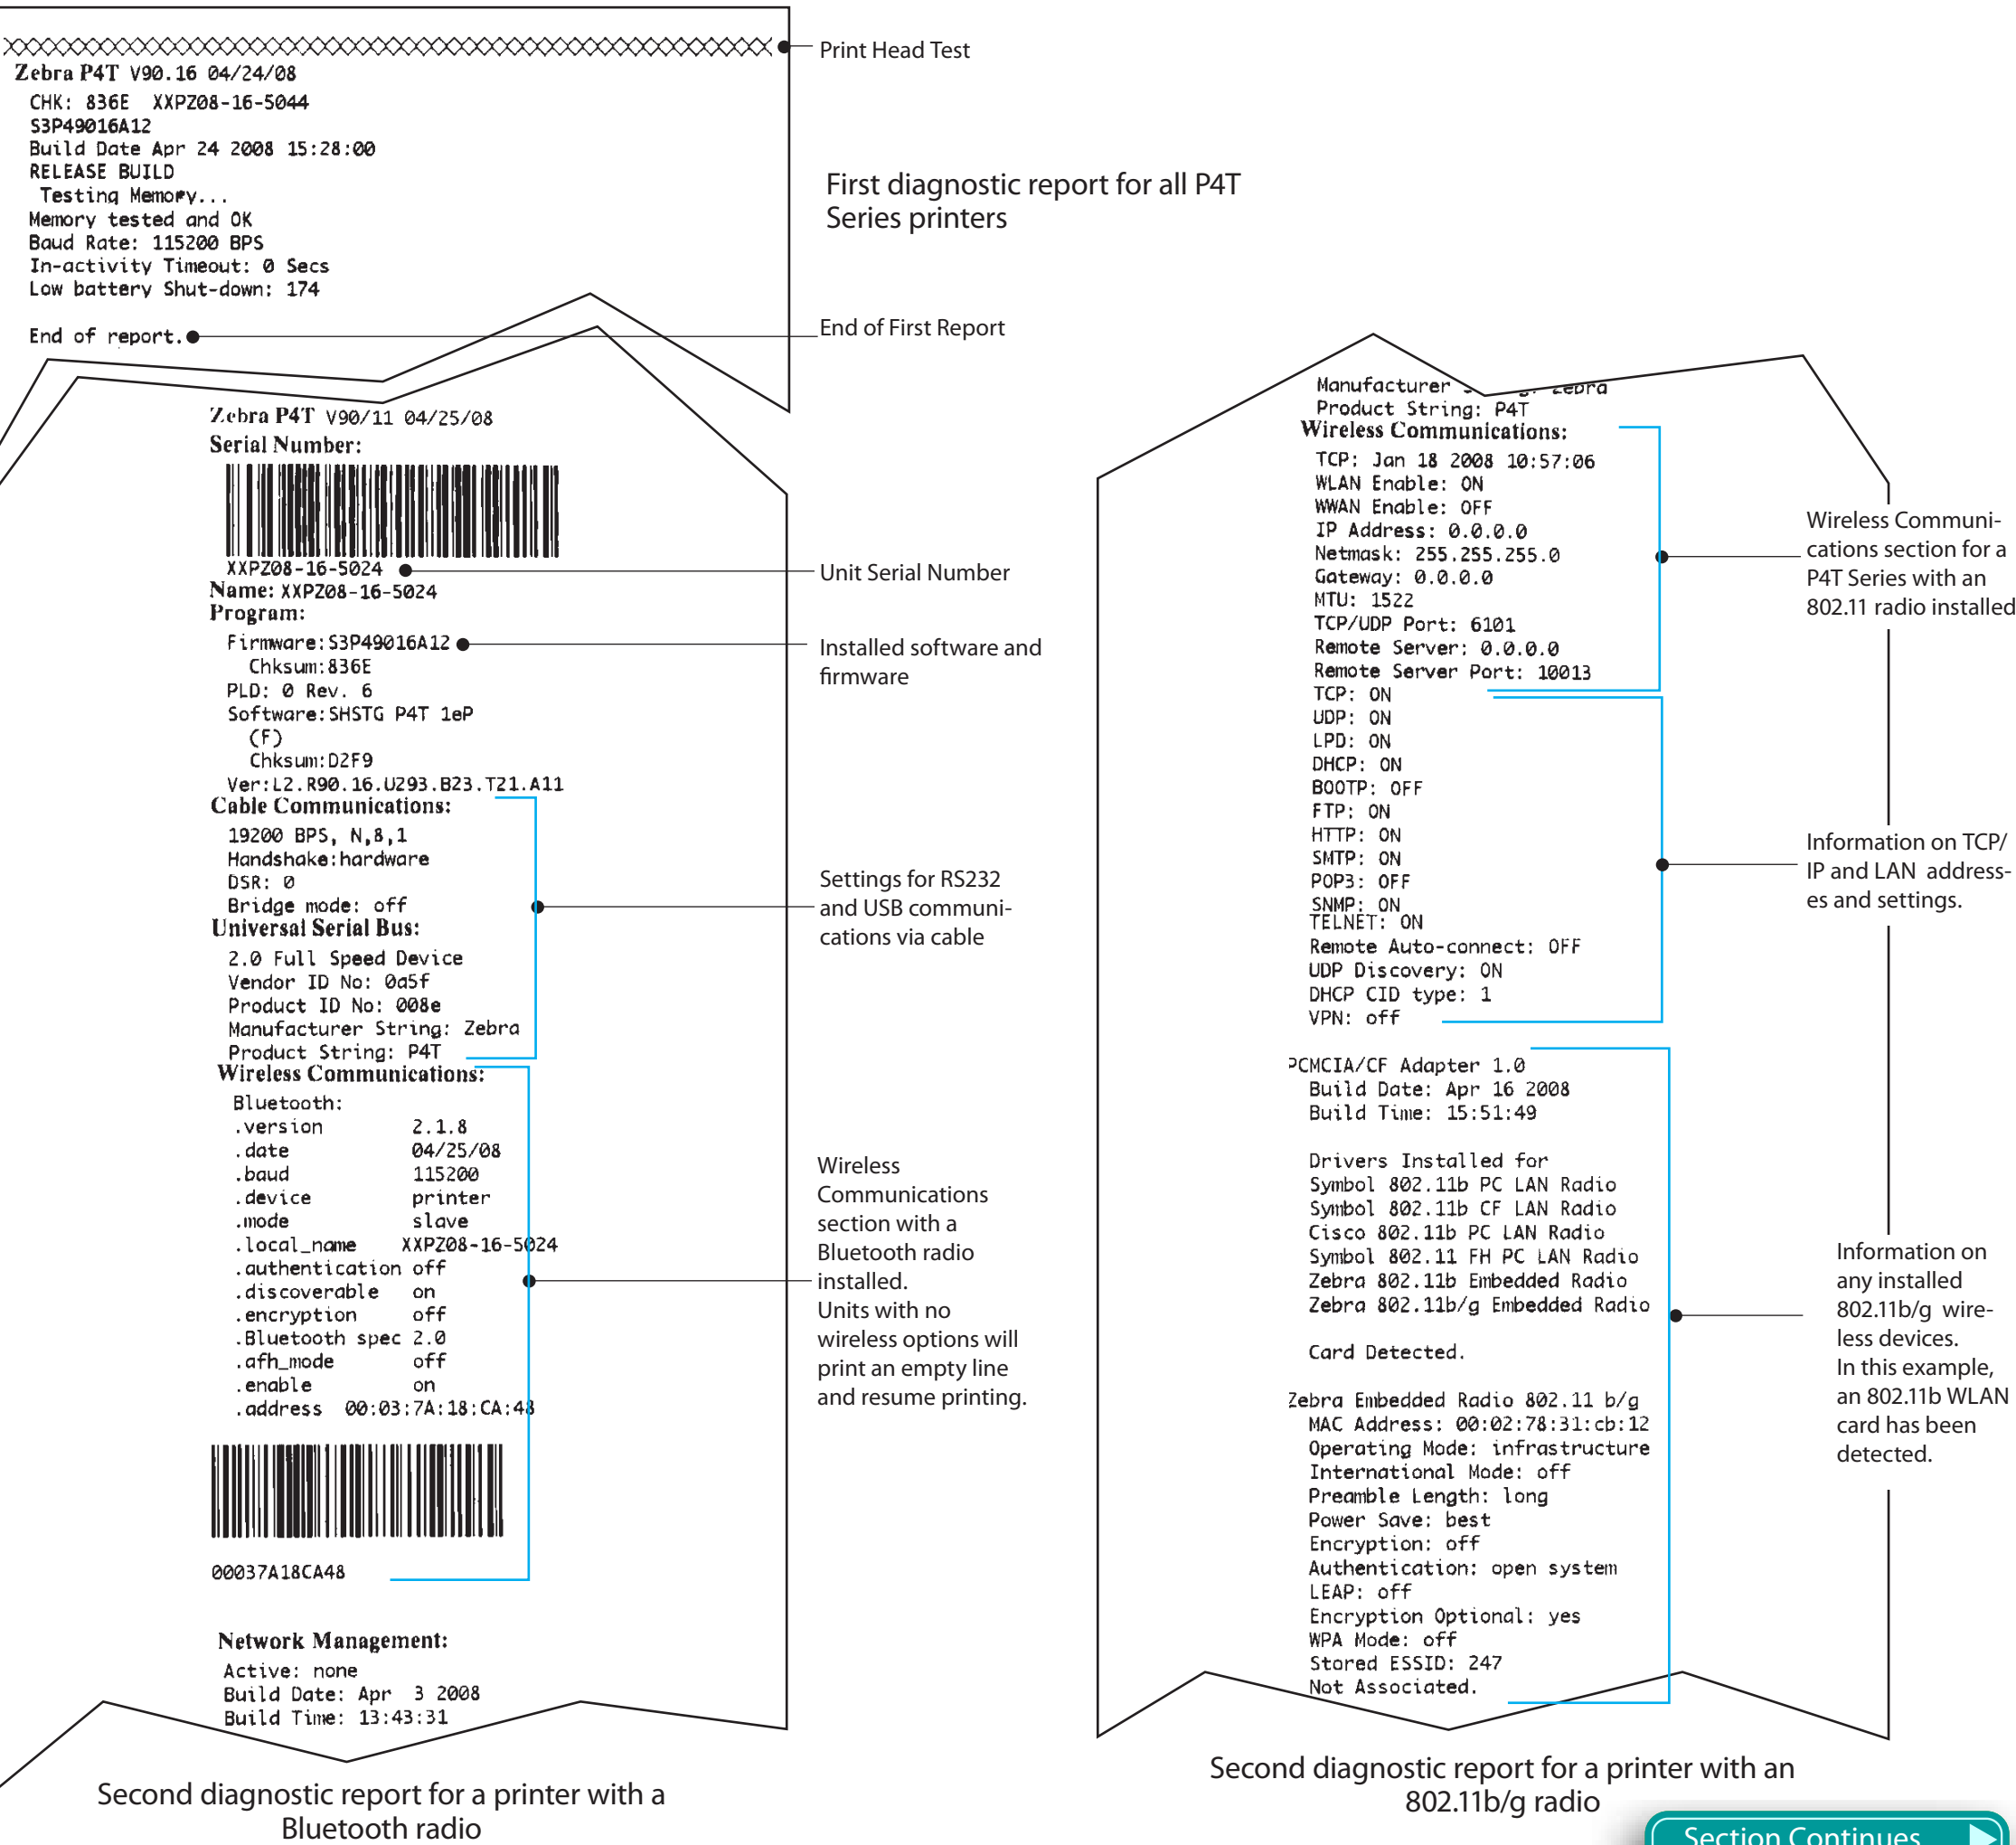 Print Head Test
Zebra P4T V90.16 04/24/08
CHK: 836E XXPZ08-16-5044
S3P49016A12
Build Date Apr 24 2008 15:28:00
RELEASE BUILD
Testing Memory...
Memory tested and OK
Baud Rate: 115200 BPS
In-activity Timeout: 0 Secs
Low battery Shut-down: 174
End of report.
First diagnostic report for all P4T
Series printers
End of First Report
Zebra P4T V90/11 04/25/08
Serial Number:
XXPZ08-16-5024
Name: XXPZ08-16-5024
Program:
Firmware:S3P49016A12
Chksum:836E
PLD: 0 Rev. 6
Software:SHSTG P4T 1eP
(F)
Chksum:D2F9
Ver:L2.R90.16.U293.B23.T21.A11
Cable Communications:
19200 BPS, N,8,1
Handshake:hardware
DSR: 0
Bridge mode: off
Universal Serial Bus:
2.0 Full Speed Device
Vendor ID No: 0a5f
Product ID No: 008e
Manufacturer String: Zebra
Product String: P4T
Wireless Communications:
Bluetooth:
.version 2.1.8
.date 04/25/08
.baud 115200
.device printer
.mode slave
.local_name XXPZ08-16-5024
.authentication off
.discoverable on
.encryption off
.Bluetooth spec 2.0
.afh_mode off
.enable on
.address 00:03:7A:18:CA:48
00037A18CA48
Network Management:
Active: none
Build Date: Apr 3 2008
Build Time: 13:43:31
Unit Serial Number
Installed software and
firmware
Settings for RS232
and USB communi-
cations via cable
Wireless
Communications
section with a
Bluetooth radio
installed.
Units with no
wireless options will
print an empty line
and resume printing.
Second diagnostic report for a printer with a
Bluetooth radio
Manufacturer Zebra
Product String: P4T
Wireless Communications:
TCP: Jan 18 2008 10:57:06
WLAN Enable: ON
WWAN Enable: OFF
IP Address: 0.0.0.0
Netmask: 255.255.255.0
Gateway: 0.0.0.0
MTU: 1522
TCP/UDP Port: 6101
Remote Server: 0.0.0.0
Remote Server Port: 10013
TCP: ON
UDP: ON
LPD: ON
DHCP: ON
BOOTP: OFF
FTP: ON
HTTP: ON
SMTP: ON
POP3: OFF
SNMP: ON
TELNET: ON
Remote Auto-connect: OFF
UDP Discovery: ON
DHCP CID type: 1
VPN: off
PCMCIA/CF Adapter 1.0
Build Date: Apr 16 2008
Build Time: 15:51:49
Drivers Installed for
Symbol 802.11b PC LAN Radio
Symbol 802.11b CF LAN Radio
Cisco 802.11b PC LAN Radio
Symbol 802.11 FH PC LAN Radio
Zebra 802.11b Embedded Radio
Zebra 802.11b/g Embedded Radio
Card Detected.
Zebra Embedded Radio 802.11 b/g
MAC Address: 00:02:78:31:cb:12
Operating Mode: infrastructure
International Mode: off
Preamble Length: long
Power Save: best
Encryption: off
Authentication: open system
LEAP: off
Encryption Optional: yes
WPA Mode: off
Stored ESSID: 247
Not Associated.
Wireless Communi-
cations section for a
P4T Series with an
802.11 radio installed
Information on TCP/
IP and LAN address-
es and settings.
Information on
any installed
802.11b/g wire-
less devices.
In this example,
an 802.11b WLAN
card has been
detected.
Second diagnostic report for a printer with an
802.11b/g radio
Section Continues